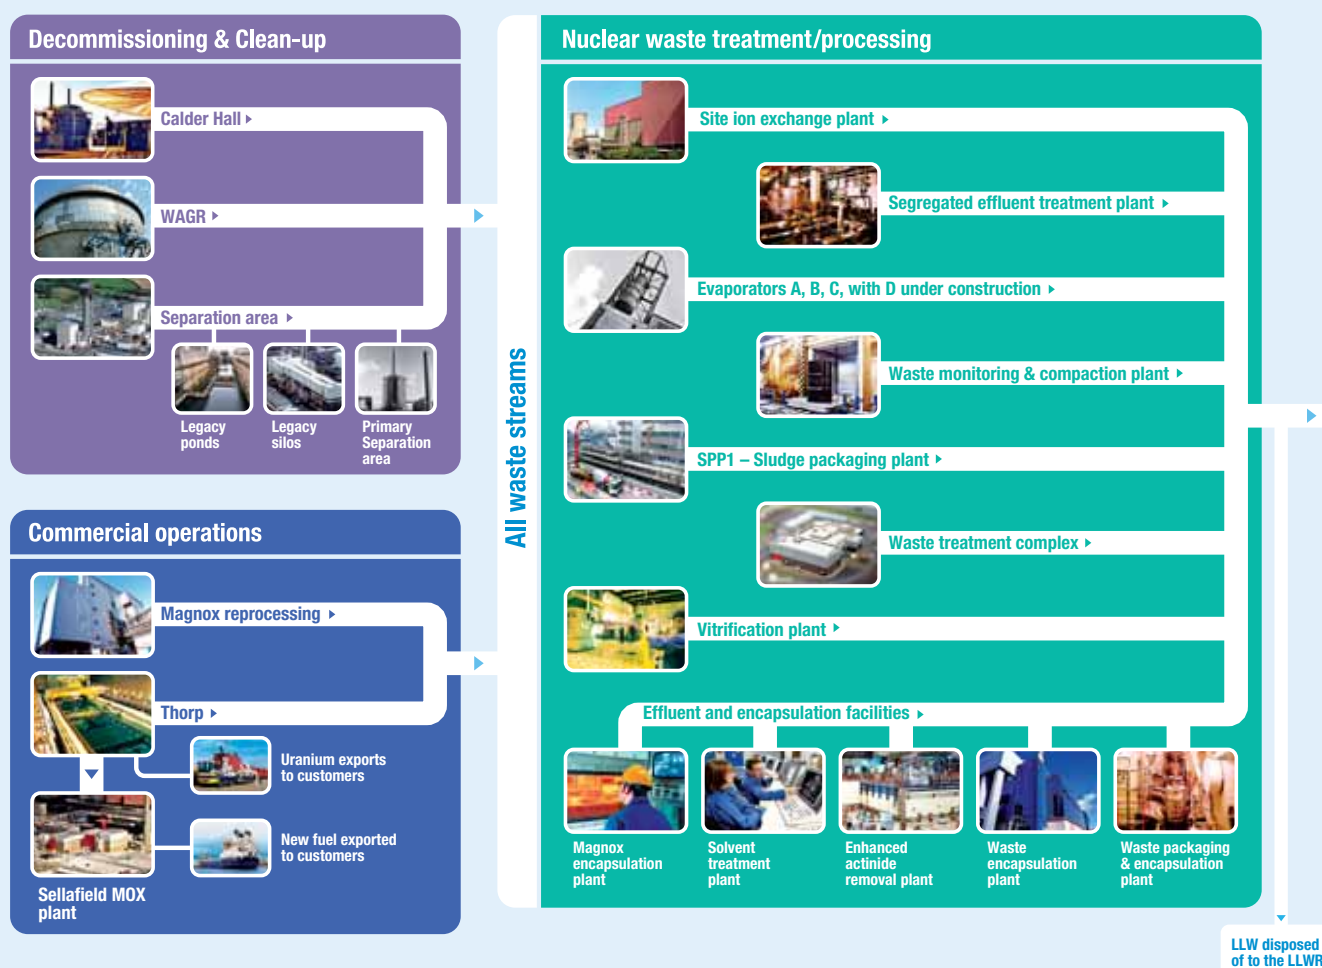 Decommissioning & Clean-up
Calder Hall
WAGR
Separation area
Legacy
ponds
Legacy
silos
Primary
Separation
area
Commercial operations
Magnox reprocessing
Thorp
Uranium exports
to customers
New fuel exported
to customers
Sellafield MOX
plant
All waste streams
Nuclear waste treatment/processing
Site ion exchange plant
Segregated effluent treatment plant
Evaporators A, B, C, with D under construction
Waste monitoring & compaction plant
SPP1 – Sludge packaging plant
Waste treatment complex
Vitrification plant
Effluent and encapsulation facilities
Magnox
encapsulation
plant
Solvent
treatment
plant
Enhanced
actinide
removal plant
Waste
encapsulation
plant
Waste packaging
& encapsulation
plant
LLW disposed
of to the LLWR